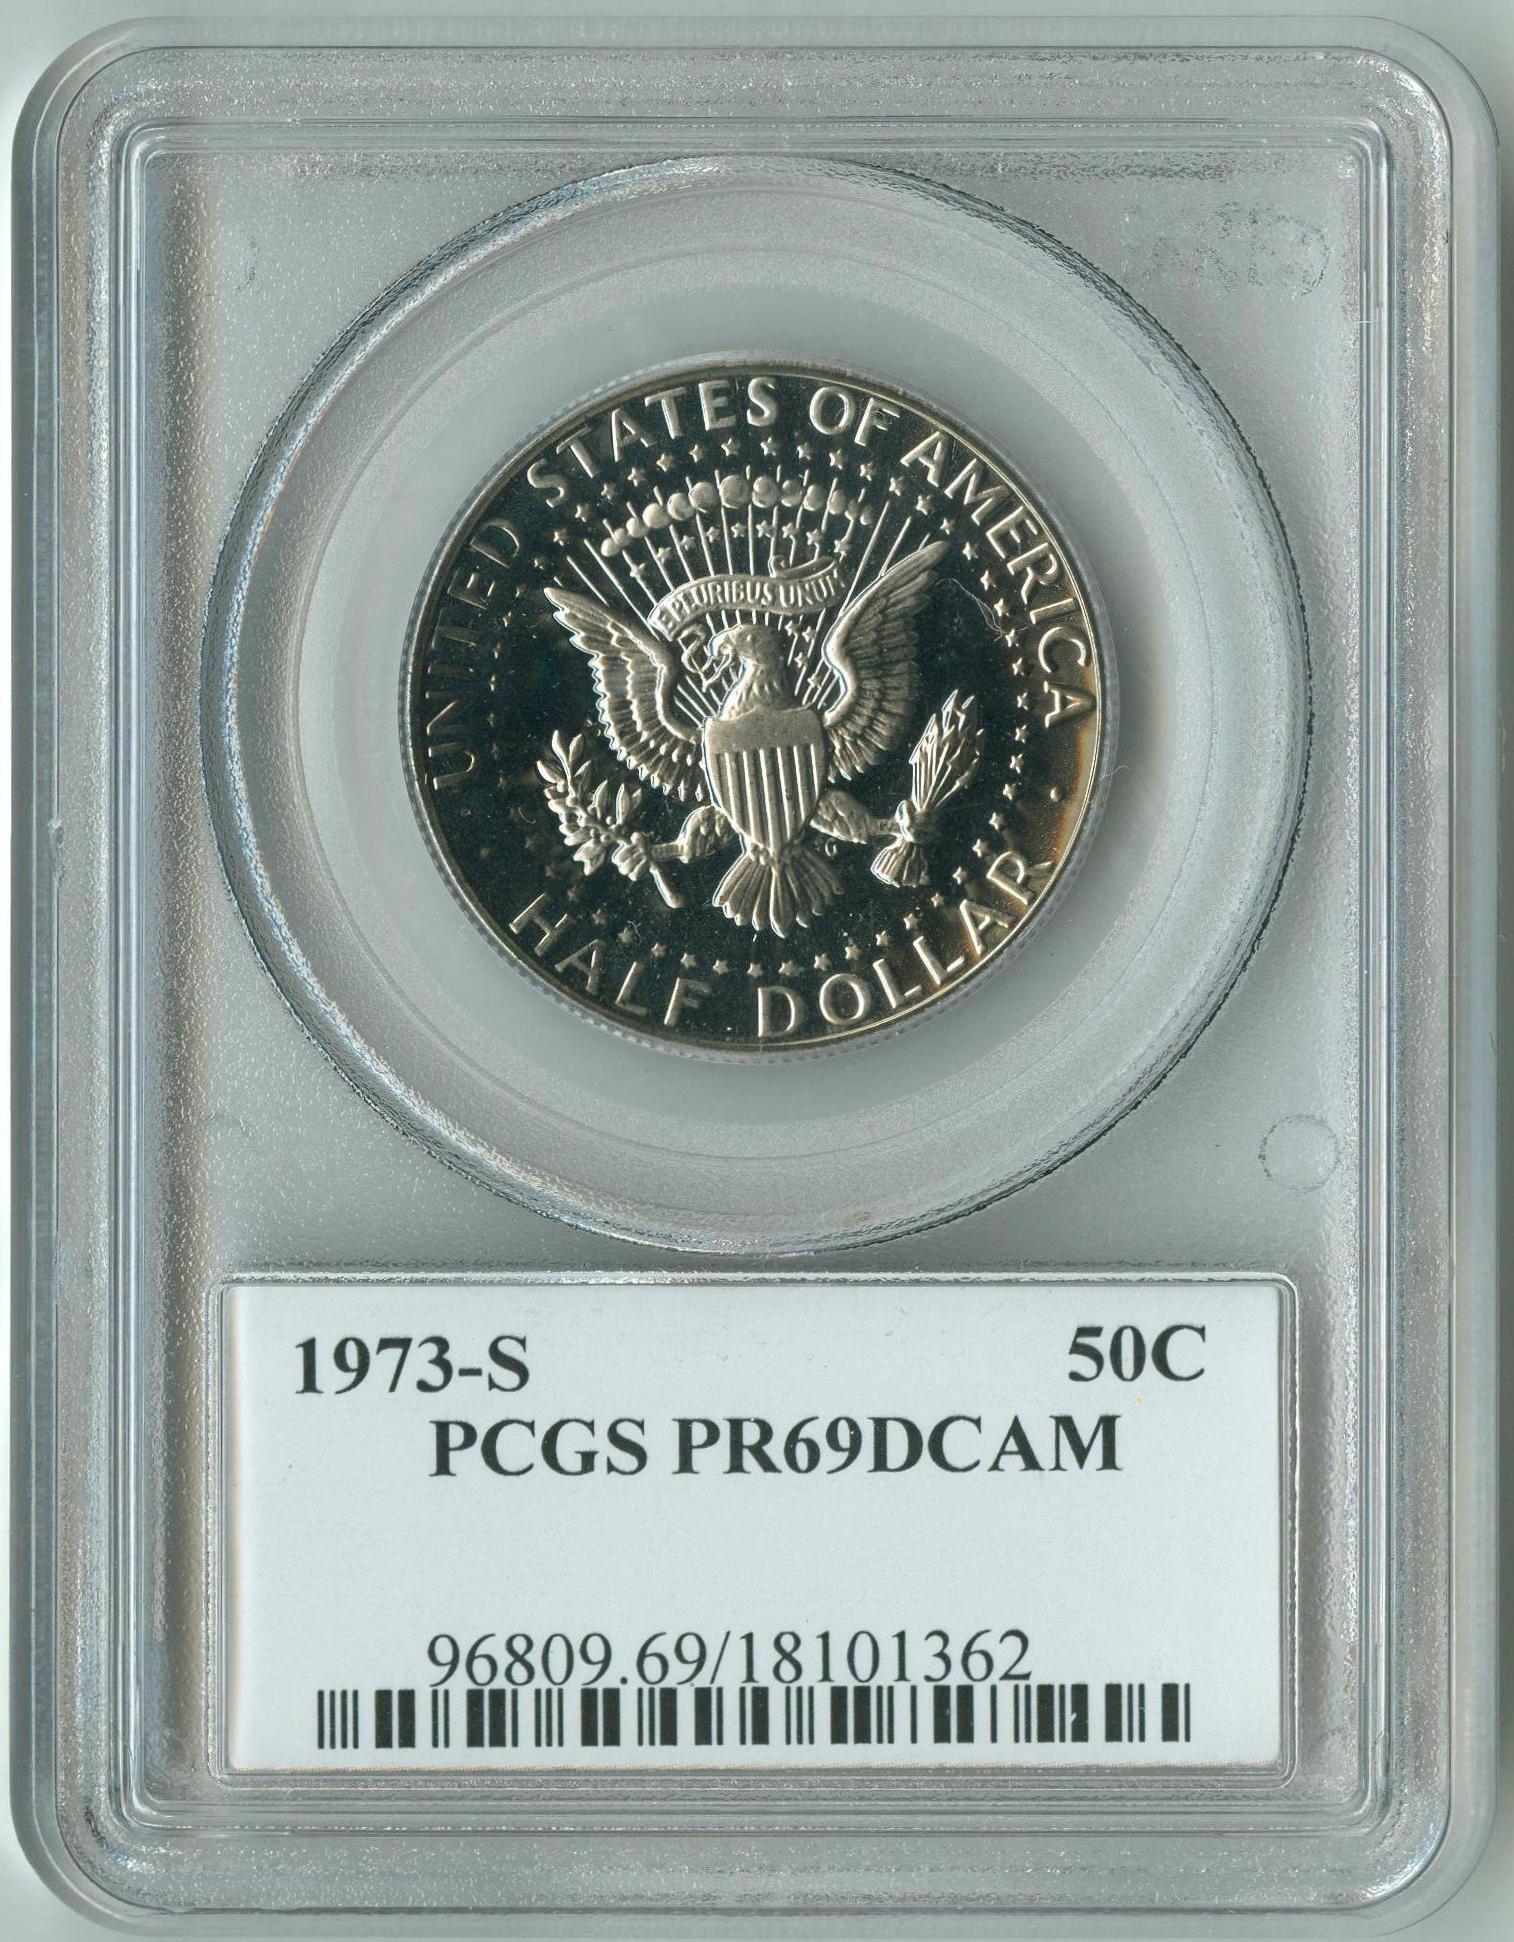 UNITED STATES OF AMERICA
E PLURIBUS UNUM
HALF DOLLAR
1973-S 50C
PCGS PR69DCAM
96809.69/18101362